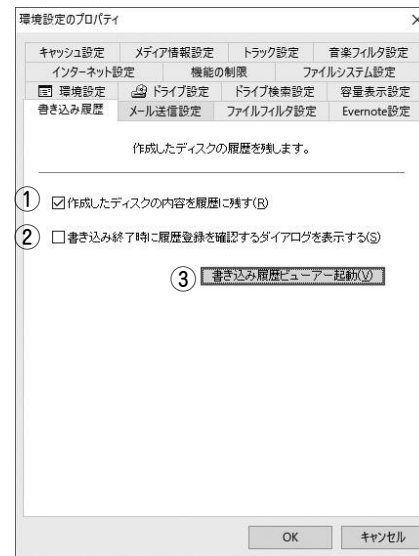 環境設定のプロパティ
キャッシュ設定 メディア情報設定 トラック設定 音楽フィルタ設定
インターネット設定 機能の制限 ファイルシステム設定
環境設定 ドライブ設定 ドライブ検索設定 容量表示設定
書き込み履歴 メール送信設定 ファイルフィルタ設定 Evernote設定
作成したディスクの履歴を残します。
① 作成したディスクの内容を履歴に残す(R)
② 書き込み終了時に履歴登録を確認するダイアログを表示する(S)
③ 書き込み履歴ビューアー起動(V)
OK キャンセル